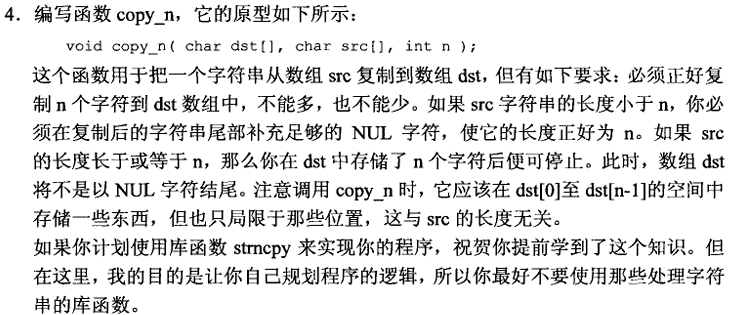 4．编写函数 copy_n，它的原型如下所示：
void copy_n( char dst[], char src[], int n );
这个函数用于把一个字符串从数组 src 复制到数组 dst，但有如下要求：必须正好复
制 n 个字符到 dst 数组中，不能多，也不能少。如果 src 字符串的长度小于 n，你必
须在复制后的字符串尾部补充足够的 NUL 字符，使它的长度正好为 n。如果 src
的长度长于或等于 n，那么你在 dst 中存储了 n 个字符后便可停止。此时，数组 dst
将不是以 NUL 字符结尾。注意调用 copy_n 时，它应该在 dst[0]至 dst[n-1]的空间中
存储一些东西，但也只局限于那些位置，这与 src 的长度无关。
如果你计划使用库函数 strncpy 来实现你的程序，祝贺你提前学到了这个知识。但
在这里，我的目的是让你自己规划程序的逻辑，所以你最好不要使用那些处理字符
串的库函数。